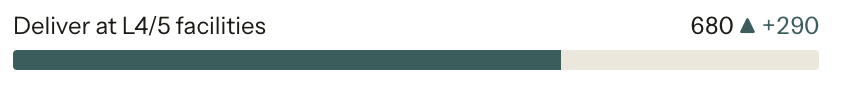 Deliver at L4/5 facilities 680 ▲ +290